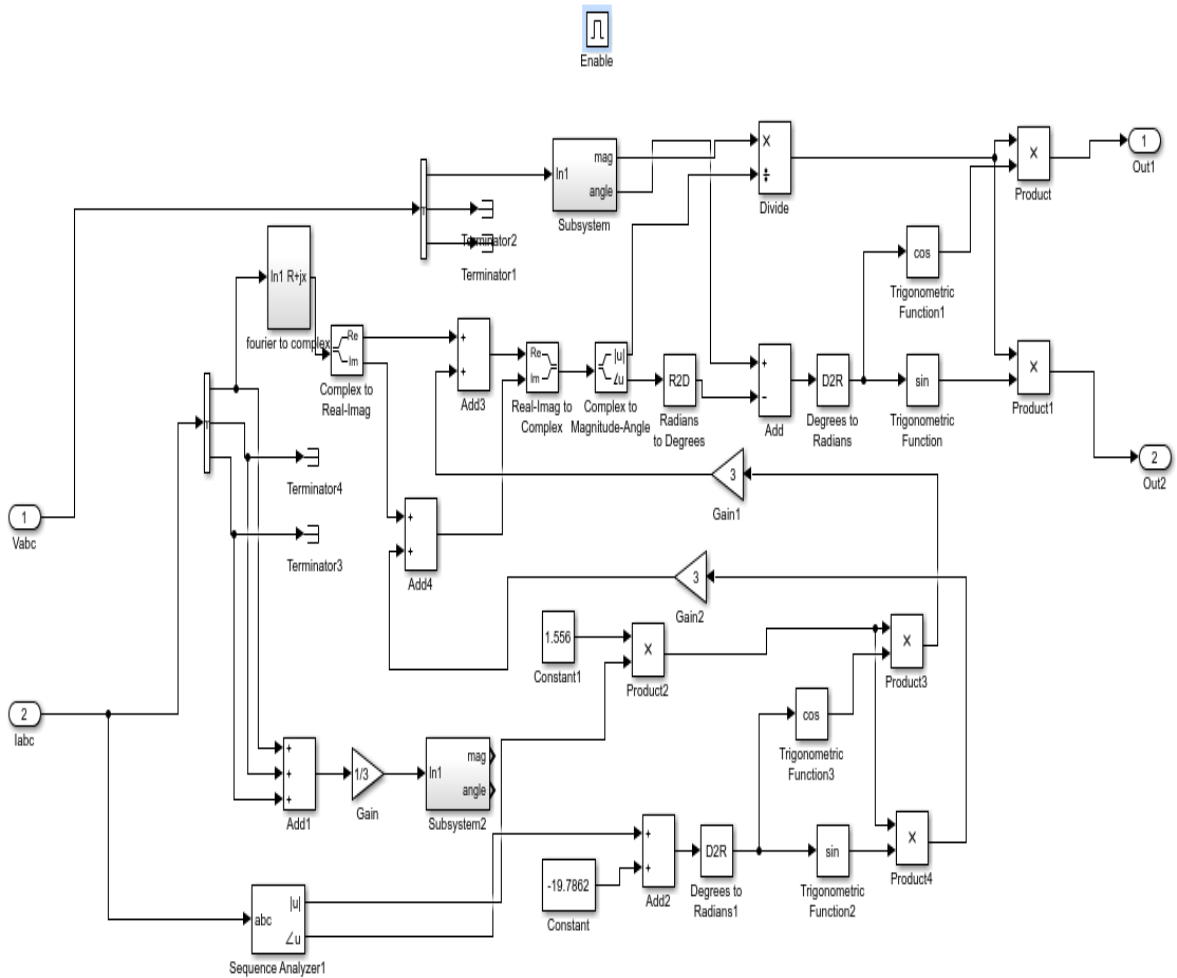 Enable
mag
In1
angle
Subsystem
×
÷
Divide
×
Product
1
Out1
T
Terminator2
Terminator1
In1 R+jx
fourier to complex
Re
Im
Complex to
Real-Imag
cos
Trigonometric
Function1
+
+
Add3
Re
Im
Real-Imag to
Complex
|u|
∠u
Complex to
Magnitude-Angle
R2D
Radians
to Degrees
+
-
Add
D2R
Degrees to
Radians
sin
Trigonometric
Function
×
Product1
2
Out2
T
Terminator4
Terminator3
3
Gain1
1
Vabc
+
+
Add4
3
Gain2
1.556
Constant1
×
Product2
×
Product3
2
Iabc
cos
Trigonometric
Function3
+
+
+
Add1
1/3
Gain
mag
In1
angle
Subsystem2
+
+
Add2
-19.7862
Constant
D2R
Degrees to
Radians1
sin
Trigonometric
Function2
×
Product4
abc
|u|
∠u
Sequence Analyzer1